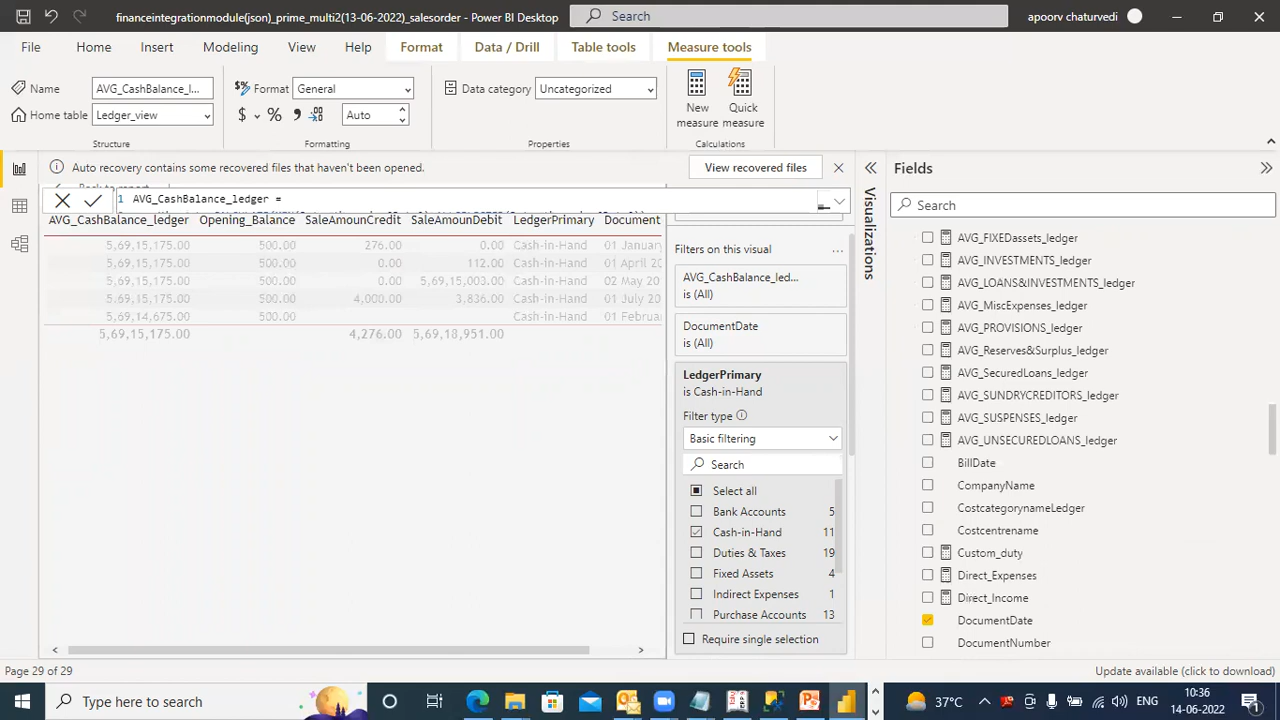 financeintegrationmodule(json)_prime_multi2(13-06-2022)_salesorder - Power BI Desktop
Search
apoorv chaturvedi
File Home Insert Modeling View Help Format Data / Drill Table tools Measure tools
Name AVG_CashBalance_l...
Home table Ledger_view
Structure
Format General
$ % Auto
Formatting
Data category Uncategorized
Properties
New measure
Quick measure
Calculations
Auto recovery contains some recovered files that haven't been opened.
View recovered files
1 AVG_CashBalance_ledger =
AVG_CashBalance_ledger Opening_Balance SaleAmounCredit SaleAmounDebit LedgerPrimary Document
5,69,15,175.00 500.00 276.00 0.00 Cash-in-Hand 01 January
5,69,15,175.00 500.00 0.00 112.00 Cash-in-Hand 01 April 20
5,69,15,175.00 500.00 0.00 5,69,15,003.00 Cash-in-Hand 02 May 20
5,69,15,175.00 500.00 4,000.00 3,836.00 Cash-in-Hand 01 July 20
5,69,14,675.00 500.00 Cash-in-Hand 01 Februa
5,69,15,175.00 4,276.00 5,69,18,951.00
Filters on this visual ...
AVG_CashBalance_led...
is (All)
DocumentDate
is (All)
LedgerPrimary
is Cash-in-Hand
Filter type
Basic filtering
Search
Select all
Bank Accounts 5
Cash-in-Hand 11
Duties & Taxes 19
Fixed Assets 4
Indirect Expenses 1
Purchase Accounts 13
Require single selection
Visualizations
Fields
Search
AVG_FIXEDassets_ledger
AVG_INVESTMENTS_ledger
AVG_LOANS&INVESTMENTS_ledger
AVG_MiscExpenses_ledger
AVG_PROVISIONS_ledger
AVG_Reserves&Surplus_ledger
AVG_SecuredLoans_ledger
AVG_SUNDRYCREDITORS_ledger
AVG_SUSPENSES_ledger
AVG_UNSECUREDLOANS_ledger
BillDate
CompanyName
CostcategorynameLedger
Costcentrename
Custom_duty
Direct_Expenses
Direct_Income
DocumentDate
DocumentNumber
Page 29 of 29
Update available (click to download)
Type here to search
37°C
ENG
10:36
14-06-2022
1